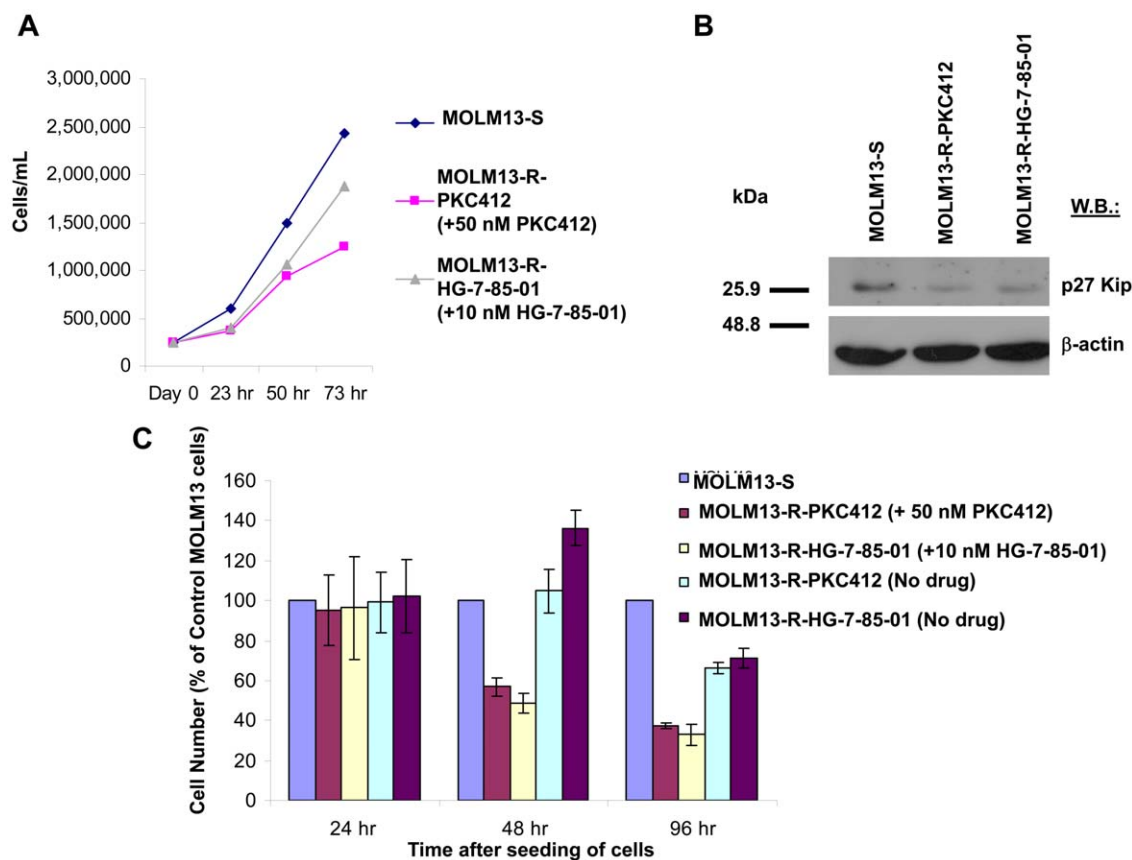 A
3,000,000
2,500,000
2,000,000
1,500,000
1,000,000
500,000
0
Cells/mL
Day 0 23 hr 50 hr 73 hr
MOLM13-S
MOLM13-R-
PKC412
(+50 nM PKC412)
MOLM13-R-
HG-7-85-01
(+10 nM HG-7-85-01)
B
kDa
MOLM13-S
MOLM13-R-PKC412
MOLM13-R-HG-7-85-01
W.B.:
25.9
p27 Kip
48.8
β-actin
C
Cell Number (% of Control MOLM13 cells)
160
140
120
100
80
60
40
20
0
24 hr 48 hr 96 hr
Time after seeding of cells
MOLM13-S
MOLM13-R-PKC412 (+ 50 nM PKC412)
MOLM13-R-HG-7-85-01 (+10 nM HG-7-85-01)
MOLM13-R-PKC412 (No drug)
MOLM13-R-HG-7-85-01 (No drug)